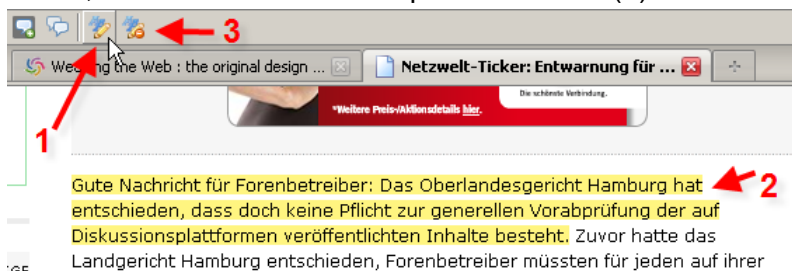 3
Wea ing the Web : the original design ...
Netzwelt-Ticker: Entwarnung für ...
1
*Weitere Preis-/Aktionsdetails hier.
Die schönste Verbindung.
Gute Nachricht für Forenbetreiber: Das Oberlandesgericht Hamburg hat
2
entschieden, dass doch keine Pflicht zur generellen Vorabprüfung der auf
Diskussionsplattformen veröffentlichten Inhalte besteht. Zuvor hatte das
Landgericht Hamburg entschieden, Forenbetreiber müssten für jeden auf ihrer